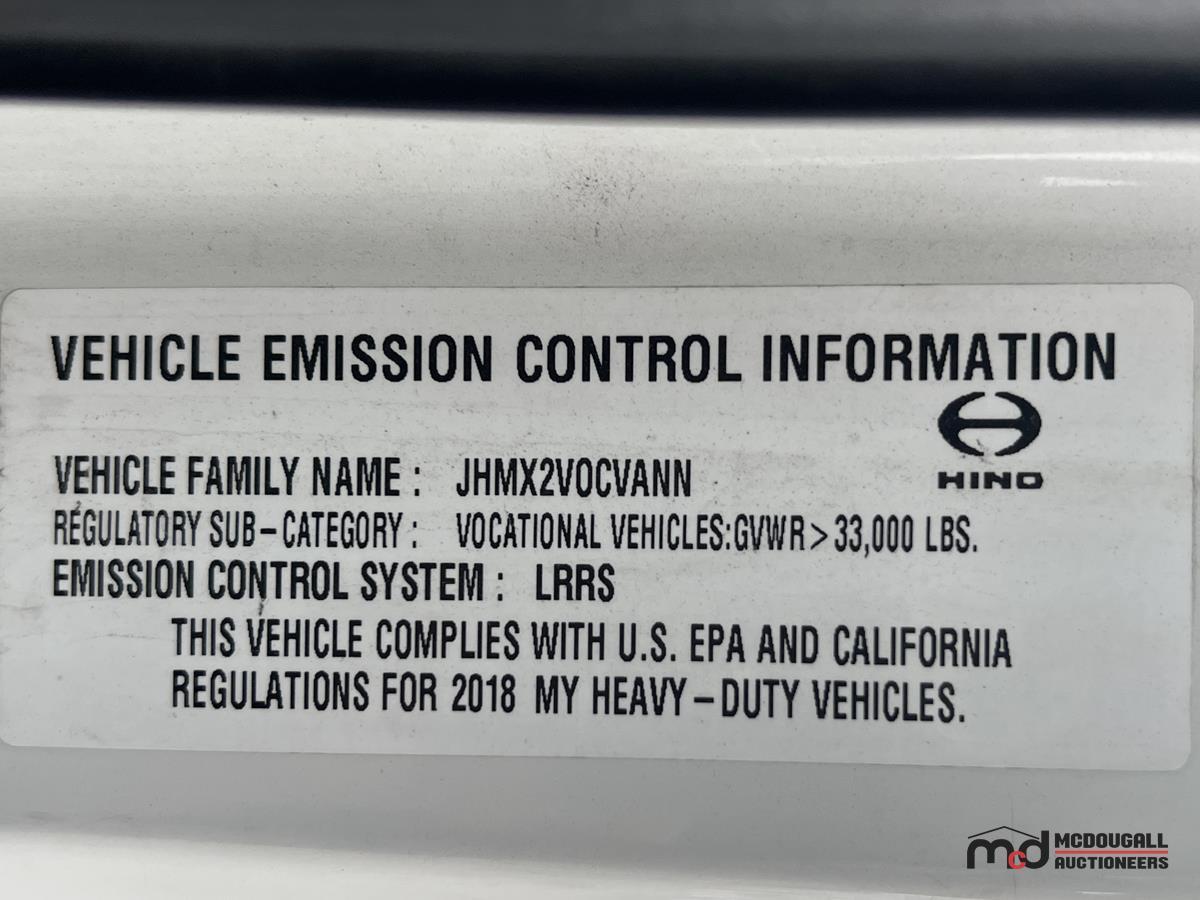 VEHICLE EMISSION CONTROL INFORMATION
HINO
VEHICLE FAMILY NAME : JHMX2VOCVANN
REGULATORY SUB-CATEGORY : VOCATIONAL VEHICLES:GVWR > 33,000 LBS.
EMISSION CONTROL SYSTEM : LRRS
THIS VEHICLE COMPLIES WITH U.S. EPA AND CALIFORNIA
REGULATIONS FOR 2018 MY HEAVY-DUTY VEHICLES.
mcd MCDOUGALL
AUCTIONEERS